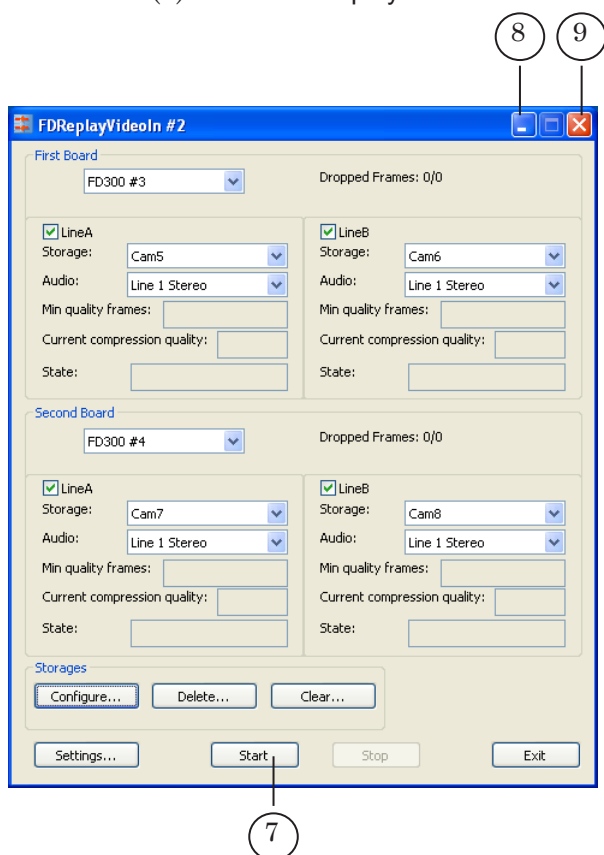 8 9
FDReplayVideoIn #2
First Board
FD300 #3 Dropped Frames: 0/0
LineA LineB
Storage: Cam5 Storage: Cam6
Audio: Line 1 Stereo Audio: Line 1 Stereo
Min quality frames: Min quality frames:
Current compression quality: Current compression quality:
State: State:
Second Board
FD300 #4 Dropped Frames: 0/0
LineA LineB
Storage: Cam7 Storage: Cam8
Audio: Line 1 Stereo Audio: Line 1 Stereo
Min quality frames: Min quality frames:
Current compression quality: Current compression quality:
State: State:
Storages
Configure... Delete... Clear...
Settings... Start Stop Exit
7